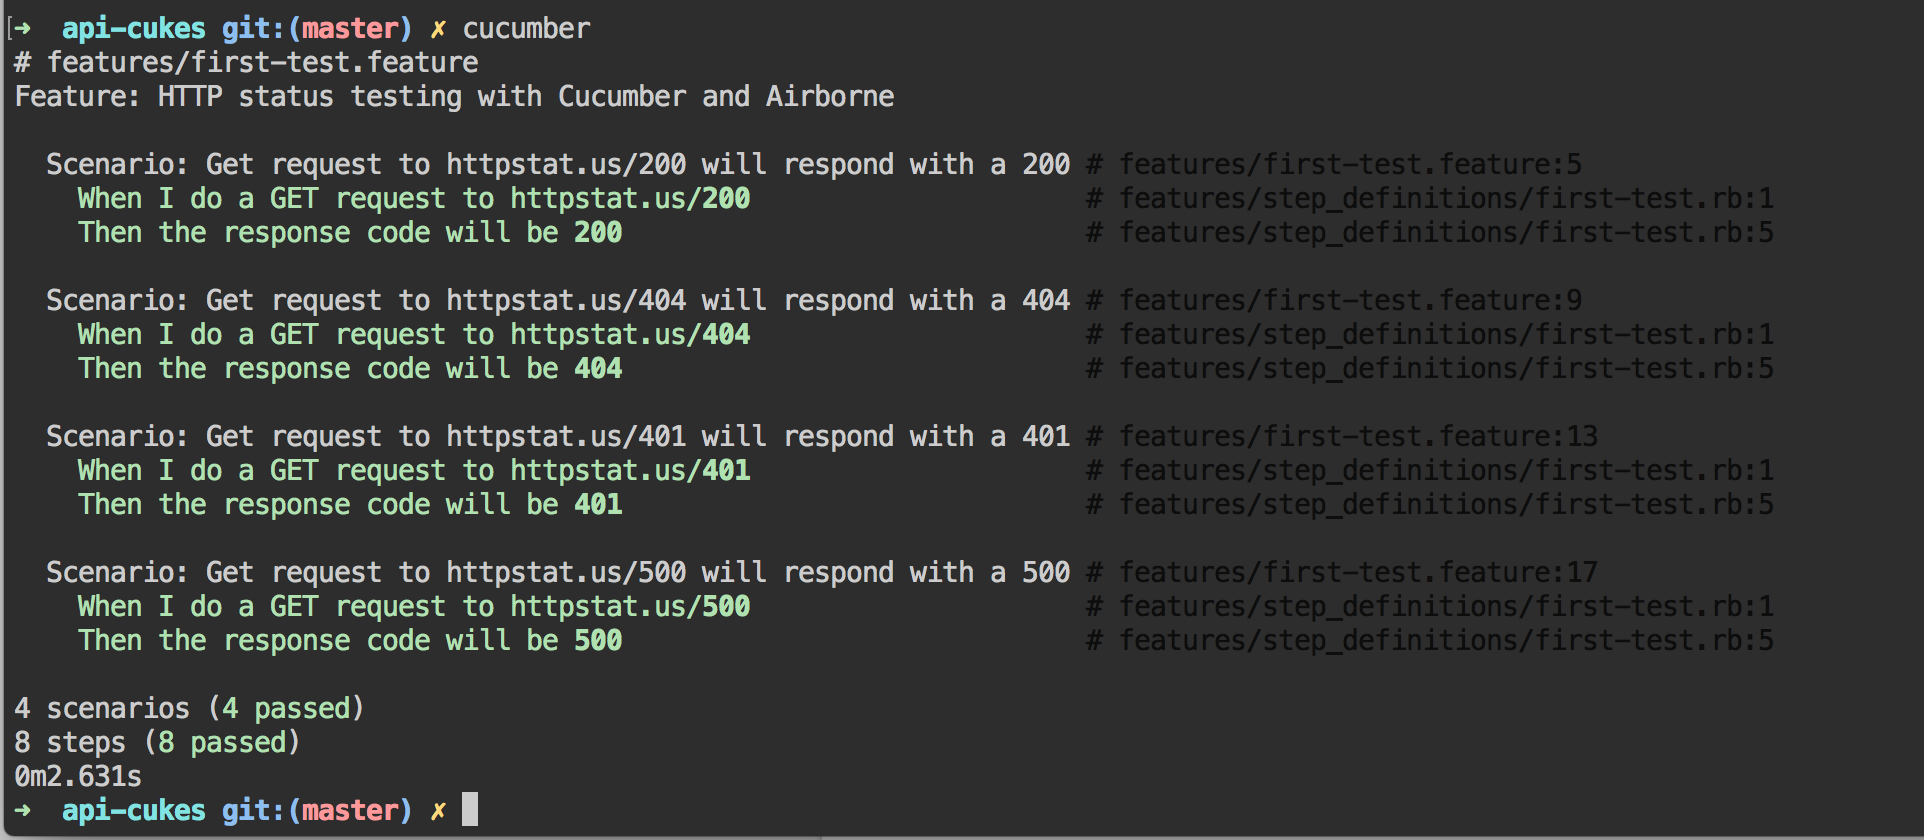 ➜  api-cukes git:(master) ✗ cucumber
# features/first-test.feature
Feature: HTTP status testing with Cucumber and Airborne

  Scenario: Get request to httpstat.us/200 will respond with a 200 # features/first-test.feature:5
    When I do a GET request to httpstat.us/200                     # features/step_definitions/first-test.rb:1
    Then the response code will be 200                             # features/step_definitions/first-test.rb:5

  Scenario: Get request to httpstat.us/404 will respond with a 404 # features/first-test.feature:9
    When I do a GET request to httpstat.us/404                     # features/step_definitions/first-test.rb:1
    Then the response code will be 404                             # features/step_definitions/first-test.rb:5

  Scenario: Get request to httpstat.us/401 will respond with a 401 # features/first-test.feature:13
    When I do a GET request to httpstat.us/401                     # features/step_definitions/first-test.rb:1
    Then the response code will be 401                             # features/step_definitions/first-test.rb:5

  Scenario: Get request to httpstat.us/500 will respond with a 500 # features/first-test.feature:17
    When I do a GET request to httpstat.us/500                     # features/step_definitions/first-test.rb:1
    Then the response code will be 500                             # features/step_definitions/first-test.rb:5

4 scenarios (4 passed)
8 steps (8 passed)
0m2.631s
➜  api-cukes git:(master) ✗